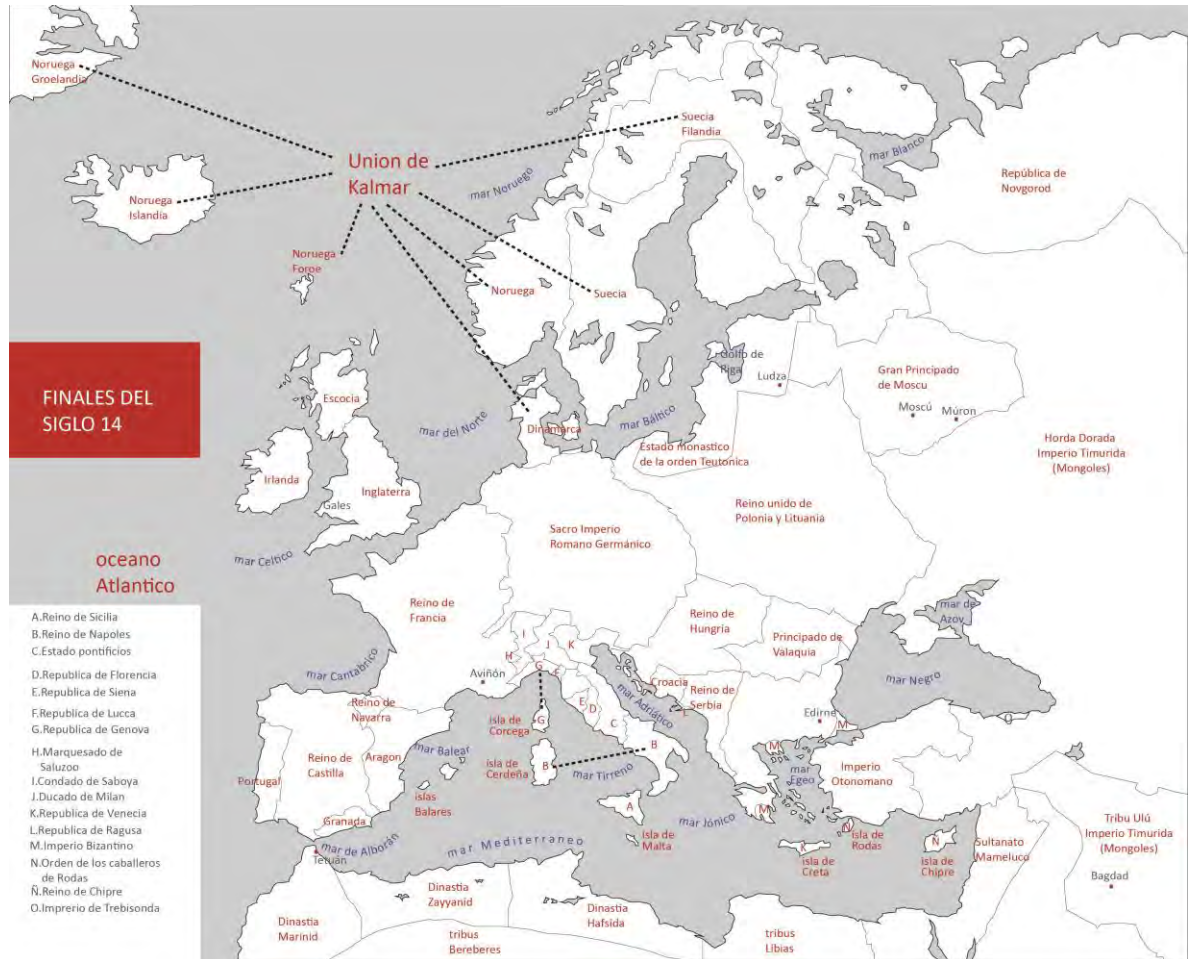 Noruega
Groelandia
Noruega
Islandía
Union de
Kalmar
Noruega
Foroe
Noruega
Suecia
Suecia
Filandia
mar Noruego
mar Blanco
República de
Novgorod
FINALES DEL
SIGLO 14
Escocia
Irlanda
Inglaterra
Gales
mar del Norte
Dinamarca
mar Báltico
Golfo de
Riga
Ludza
Gran Principado
de Moscu
Moscú
Múron
Estado monastico
de la orden Teutonica
Horda Dorada
Imperio Timurida
(Mongoles)
Reino unido de
Polonia y Lituania
Sacro Imperio
Romano Germánico
mar Celtico
oceano
Atlantico
A.Reino de Sicilia
B.Reino de Napoles
C.Estado pontificios
D.Republica de Florencia
E.Republica de Siena
F.Republica de Lucca
G.Republica de Genova
H.Marquesado de
Saluzoo
I.Condado de Saboya
J.Ducado de Milan
K.Republica de Venecia
L.Republica de Ragusa
M.Imperio Bizantino
N.Orden de los caballeros
de Rodas
Ñ.Reino de Chipre
O.Imprerio de Trebisonda
Reino de
Francia
Reino de
Hungria
Principado de
Valaquia
mar de
Azov
mar Negro
mar Cantabrico
Aviñón
I
H
J
K
G
F
E
D
C
B
Croacia
L
Reino de
Serbia
mar Adriático
Edirne
M
O
Reino de
Navarra
Reino de
Castilla
Aragon
Portugal
Granada
mar Balear
islas
Balares
isla de
Corcega
G
isla de
Cerdeña
B
mar Tirreno
A
isla de
Malta
mar Jónico
M
M
mar
Egeo
Imperio
Otonomano
N
isla de
Rodas
K
isla de
Creta
Ñ
isla de
Chipre
Sultanato
Mameluco
Tribu Ulú
Imperio Timurida
(Mongoles)
Bagdad
mar de Alborán
Tetuán
mar Mediterraneo
Dinastia
Marinid
Dinastia
Zayyanid
Dinastia
Hafsida
tribus
Bereberes
tribus
Libias